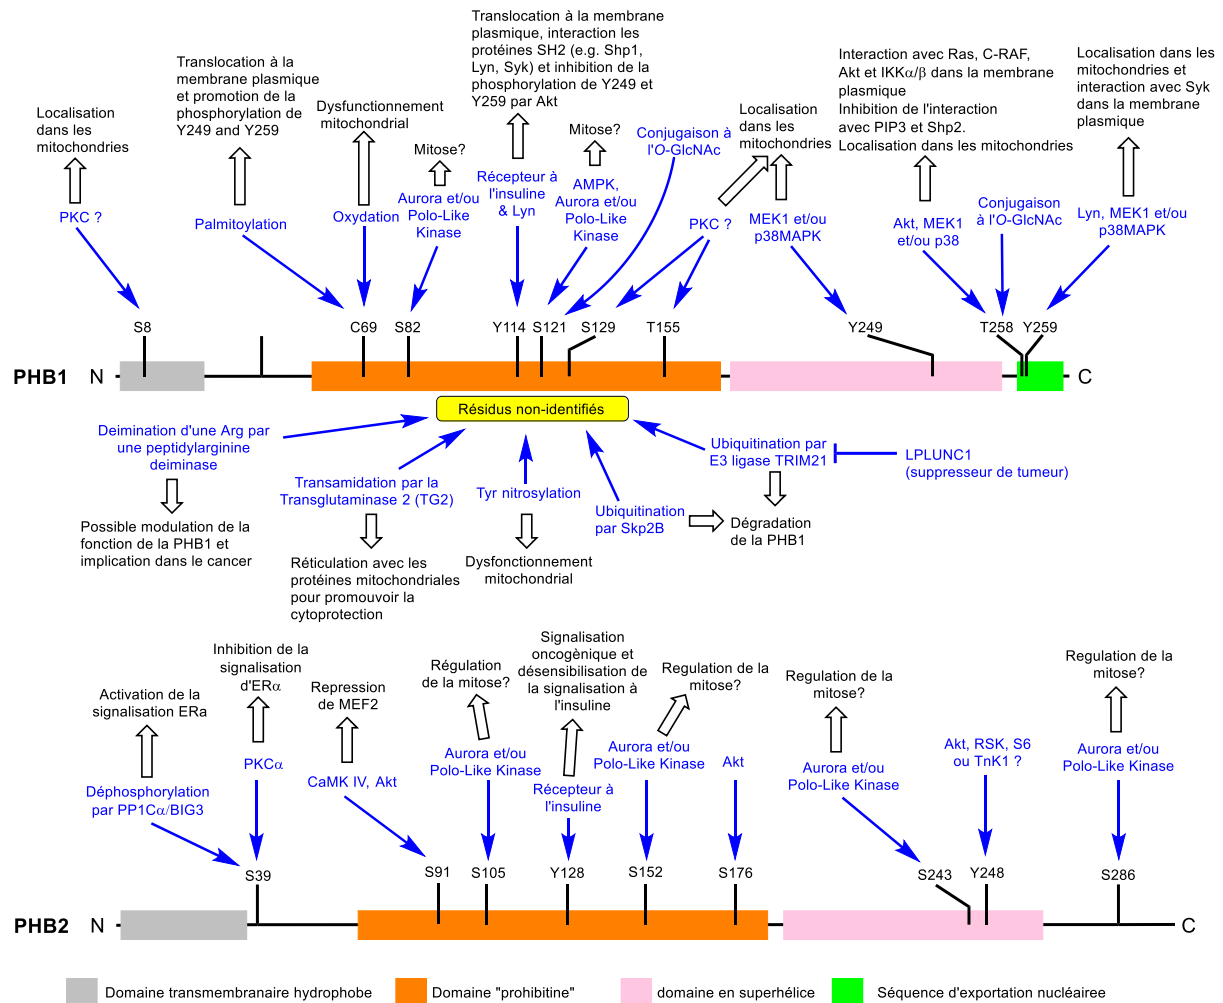 Localisation
dans les
mitochondries
PKC ?
S8
Translocation à la
membrane plasmique
et promotion de la
phosphorylation de
Y249 and Y259
Palmitoylation
C69
Dysfunctionnement
mitochondrial
Oxydation
Mitose?
Aurora et/ou
Polo-Like
Kinase
S82
Translocation à la membrane
plasmique, interaction les
protéines SH2 (e.g. Shp1,
Lyn, Syk) et inhibition de la
phosphorylation de Y249 et
Y259 par Akt
Récepteur à
l'insuline
& Lyn
Y114
Mitose?
AMPK,
Aurora et/ou
Polo-Like
Kinase
S121
Conjugaison à
l'O-GlcNAc
S129
PKC ?
T155
Localisation
dans les
mitochondries
MEK1 et/ou
p38MAPK
Y249
Interaction avec Ras, C-RAF,
Akt et IKKα/β dans la membrane
plasmique
Inhibition de l'interaction
avec PIP3 et Shp2.
Localisation dans les mitochondries
Akt, MEK1
et/ou p38
Conjugaison
à l'O-GlcNAc
T258
Localisation dans les
mitochondries et
interaction avec Syk
dans la membrane
plasmique
Lyn, MEK1 et/ou
p38MAPK
Y259
PHB1 N C
Résidus non-identifiés
Deimination d'une Arg par
une peptidylarginine
deiminase
Possible modulation de la
fonction de la PHB1 et
implication dans le cancer
Transamidation par la
Transglutaminase 2 (TG2)
Réticulation avec les
protéines mitochondriales
pour promouvoir la
cytoprotection
Tyr nitrosylation
Dysfonctionnement
mitochondrial
Ubiquitination
par Skp2B
Ubiquitination par
E3 ligase TRIM21
Dégradation
de la PHB1
LPLUNC1
(suppresseur de tumeur)
Activation de la
signalisation ERa
Déphosphorylation
par PP1Cα/BIG3
Inhibition de la
signalisation
d'ERα
PKCα
S39
Repression
de MEF2
CaMK IV, Akt
S91
Régulation
de la mitose?
Aurora et/ou
Polo-Like Kinase
S105
Signalisation
oncogènique et
désensibilisation de
la signalisation à
l'insuline
Récepteur de
l'insuline
Y128
Regulation de la
mitose?
Aurora et/ou
Polo-Like Kinase
S152
Akt
S176
Regulation de la
mitose?
Aurora et/ou
Polo-Like Kinase
S243
Akt, RSK, S6
ou TnK1 ?
Y248
Regulation de la
mitose?
Aurora et/ou
Polo-Like Kinase
S286
PHB2 N C
Domaine transmembranaire hydrophobe
Domaine "prohibitine"
domaine en superhélice
Séquence d'exportation nucléairee